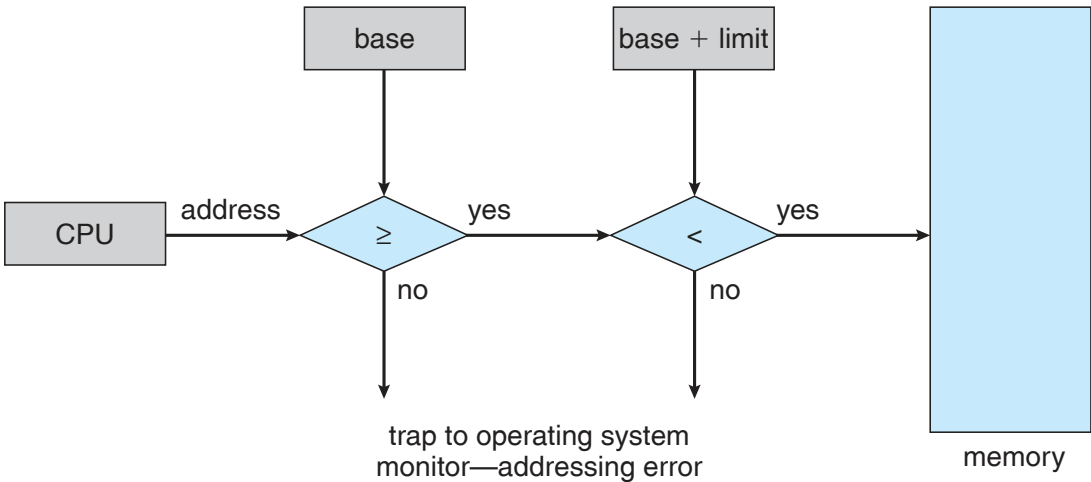 base
base + limit
CPU
address
≥
yes
<
yes
no
no
trap to operating system
monitor—addressing error
memory